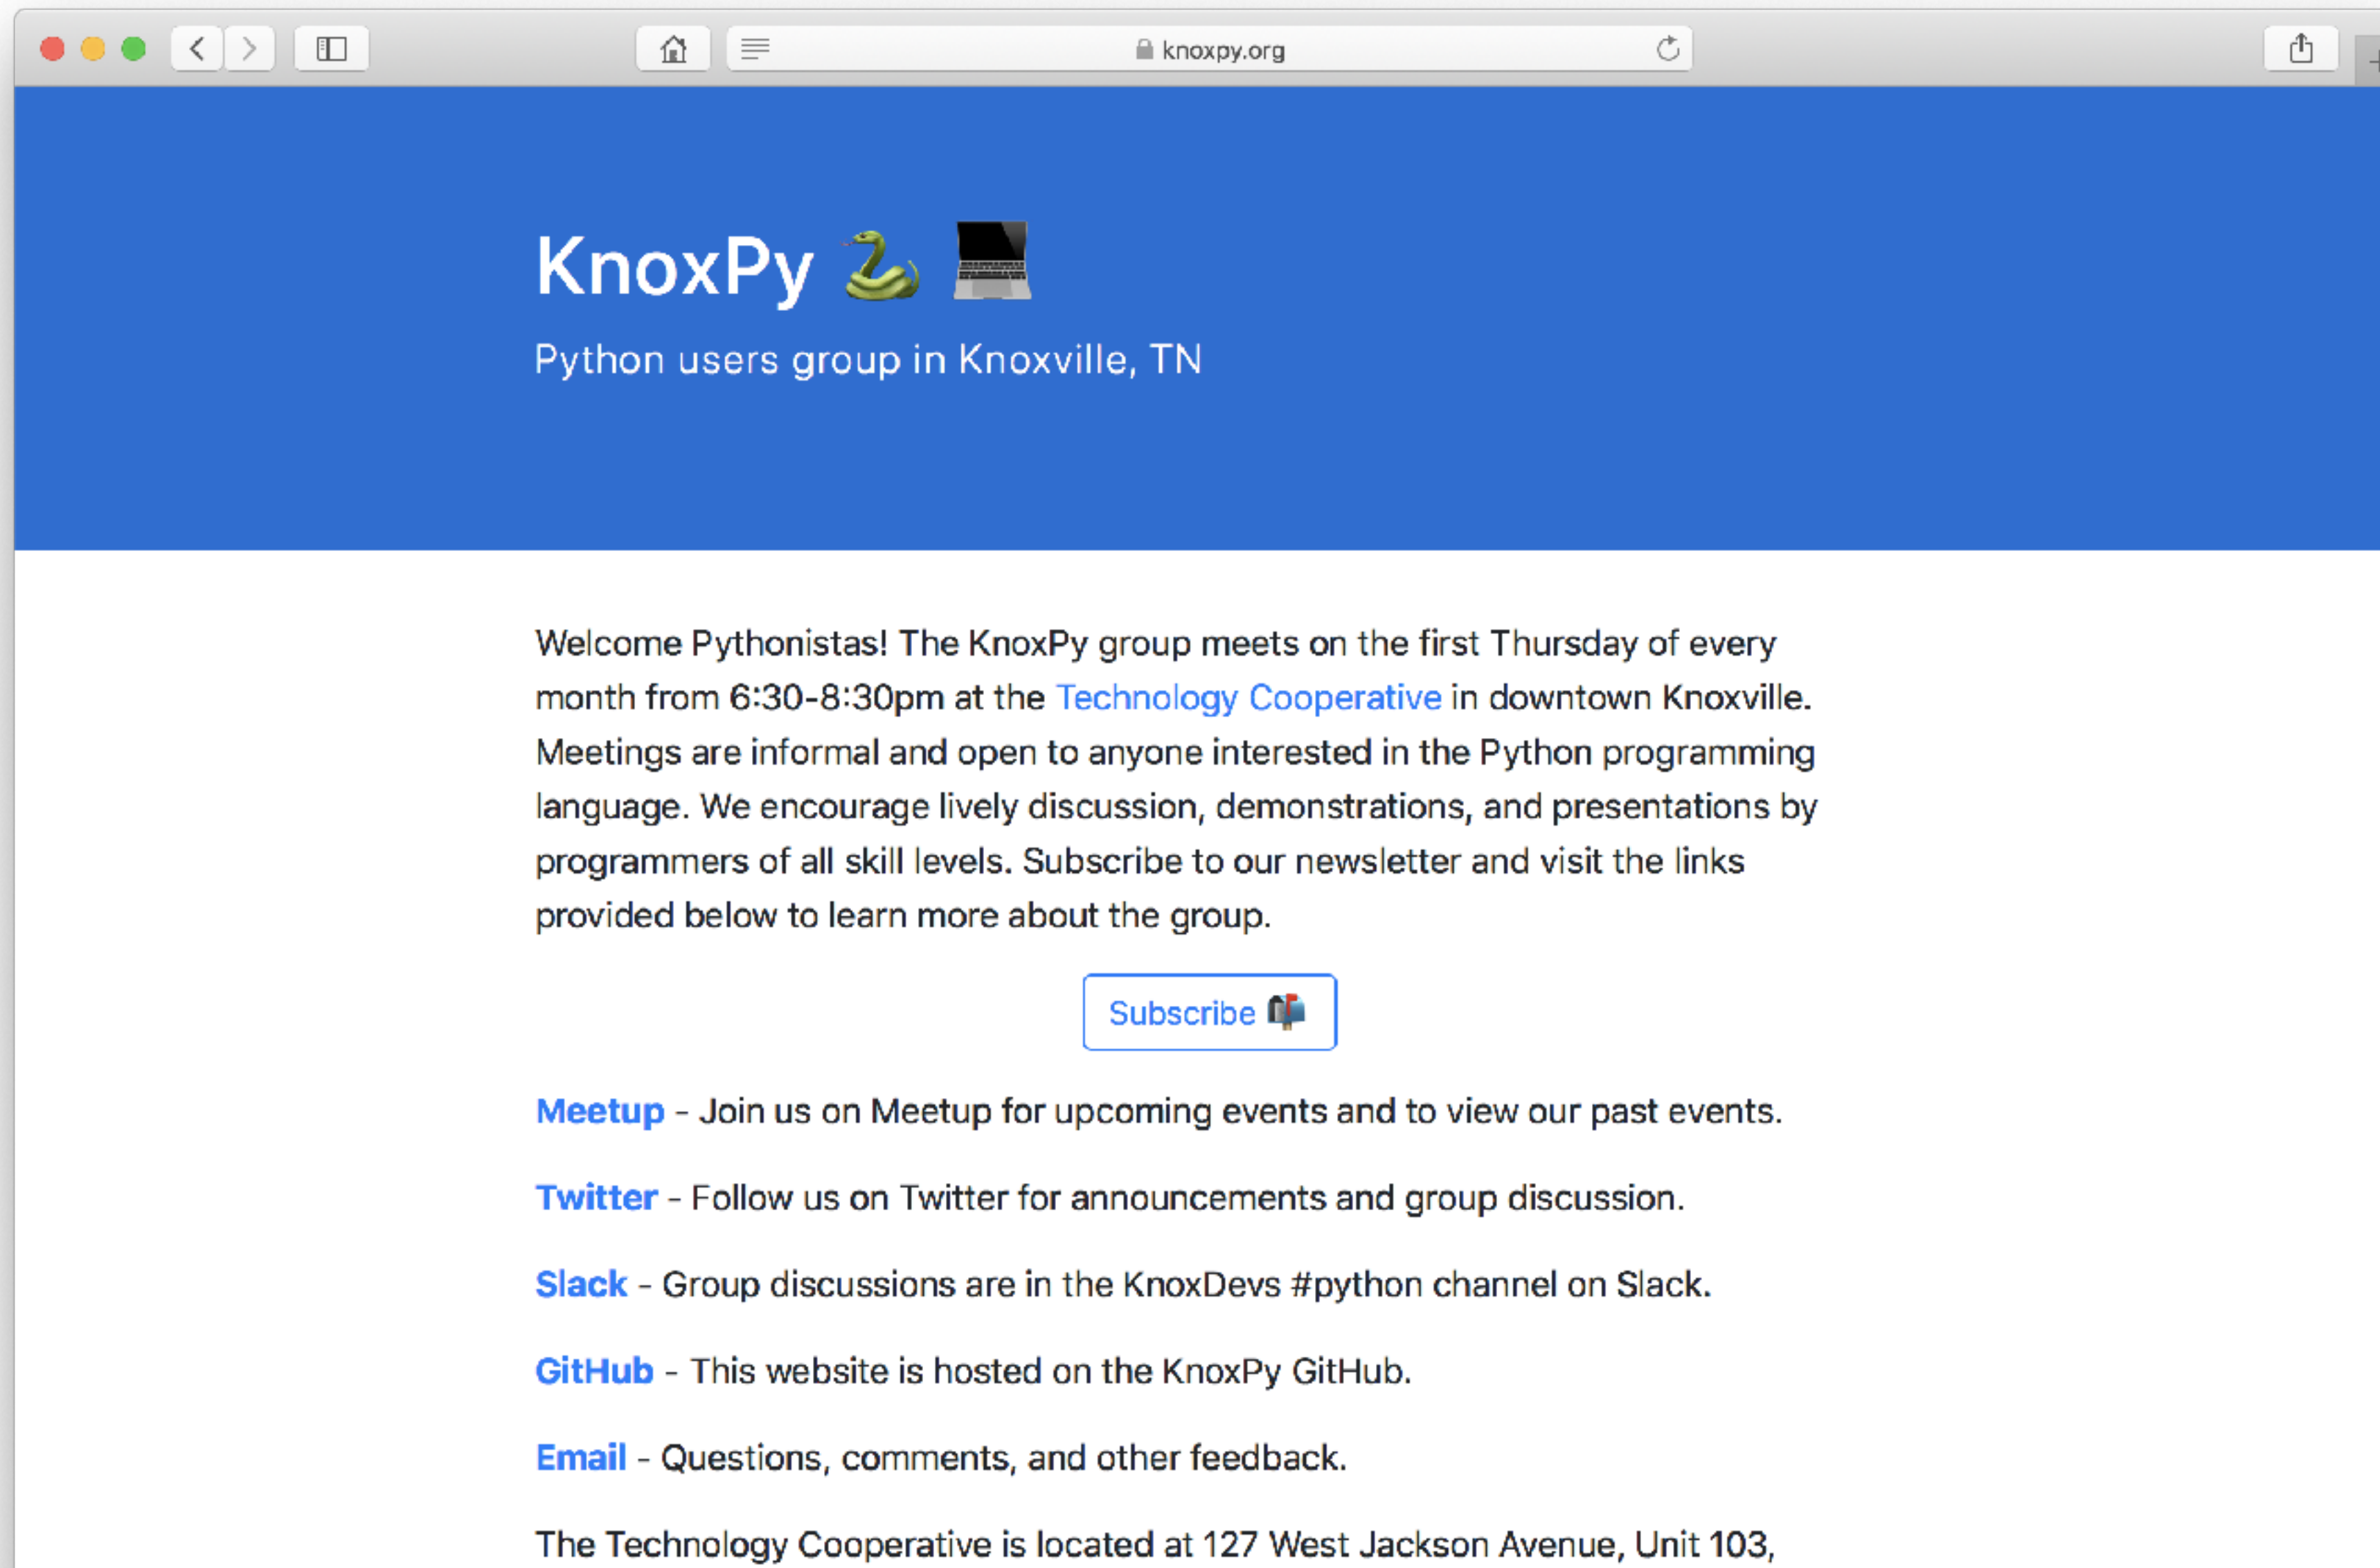 knoxpy.org
KnoxPy 🐍 💻
Python users group in Knoxville, TN
Welcome Pythonistas! The KnoxPy group meets on the first Thursday of every
month from 6:30-8:30pm at the Technology Cooperative in downtown Knoxville.
Meetings are informal and open to anyone interested in the Python programming
language. We encourage lively discussion, demonstrations, and presentations by
programmers of all skill levels. Subscribe to our newsletter and visit the links
provided below to learn more about the group.
Subscribe 📬
Meetup - Join us on Meetup for upcoming events and to view our past events.
Twitter - Follow us on Twitter for announcements and group discussion.
Slack - Group discussions are in the KnoxDevs #python channel on Slack.
GitHub - This website is hosted on the KnoxPy GitHub.
Email - Questions, comments, and other feedback.
The Technology Cooperative is located at 127 West Jackson Avenue, Unit 103,